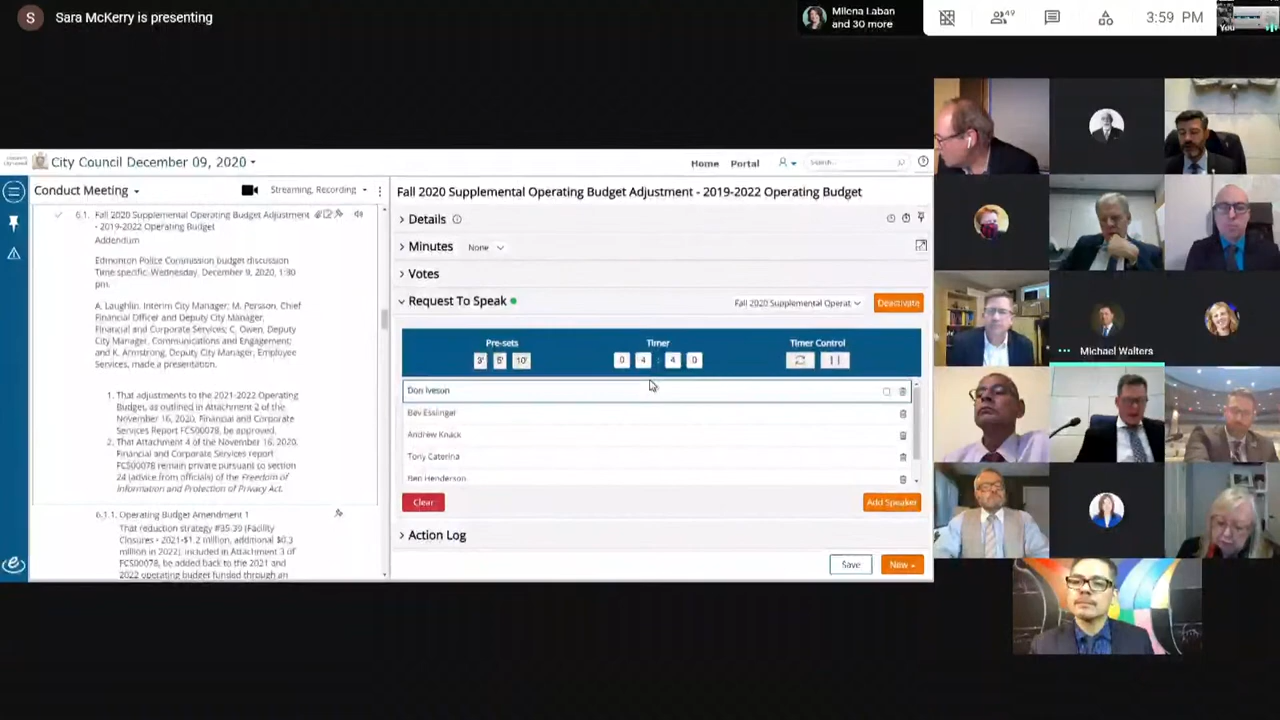 S Sara McKerry is presenting
Milena Laban
and 30 more
49
3:59 PM
You
City Council December 09, 2020
Home Portal Search...
Conduct Meeting
Streaming, Recording
6.1. Fall 2020 Supplemental Operating Budget Adjustment
- 2019-2022 Operating Budget
Addendum
Edmonton Police Commission budget discussion
Time specific: Wednesday, December 9, 2020, 1:30
pm.
A. Laughlin, Interim City Manager; M. Persson, Chief
Financial Officer and Deputy City Manager,
Financial and Corporate Services; C. Owen, Deputy
City Manager, Communications and Engagement;
and K. Armstrong, Deputy City Manager, Employee
Services, made a presentation.
1. That adjustments to the 2021-2022 Operating
Budget, as outlined in Attachment 2 of the
November 16, 2020, Financial and Corporate
Services Report FCS00078, be approved.
2. That Attachment 4 of the November 16, 2020,
Financial and Corporate Services report
FCS00078 remain private pursuant to section
24 (advice from officials) of the Freedom of
Information and Protection of Privacy Act.
6.1.1. Operating Budget Amendment 1
That reduction strategy #35-39 (Facility
Closures - 2021-$1.2 million, additional $0.3
million in 2022), included in Attachment 3 of
FCS00078, be added back to the 2021 and
2022 operating budget funded through an
Fall 2020 Supplemental Operating Budget Adjustment - 2019-2022 Operating Budget
Details
Minutes None
Votes
Request To Speak
Fall 2020 Supplemental Operat
Deactivate
Pre-sets
Timer
Timer Control
3' 5' 10'
0 4 : 4 0
Don Iveson
Bev Esslinger
Andrew Knack
Tony Caterina
Ben Henderson
Clear
Add Speaker
Action Log
Save
New
Michael Walters